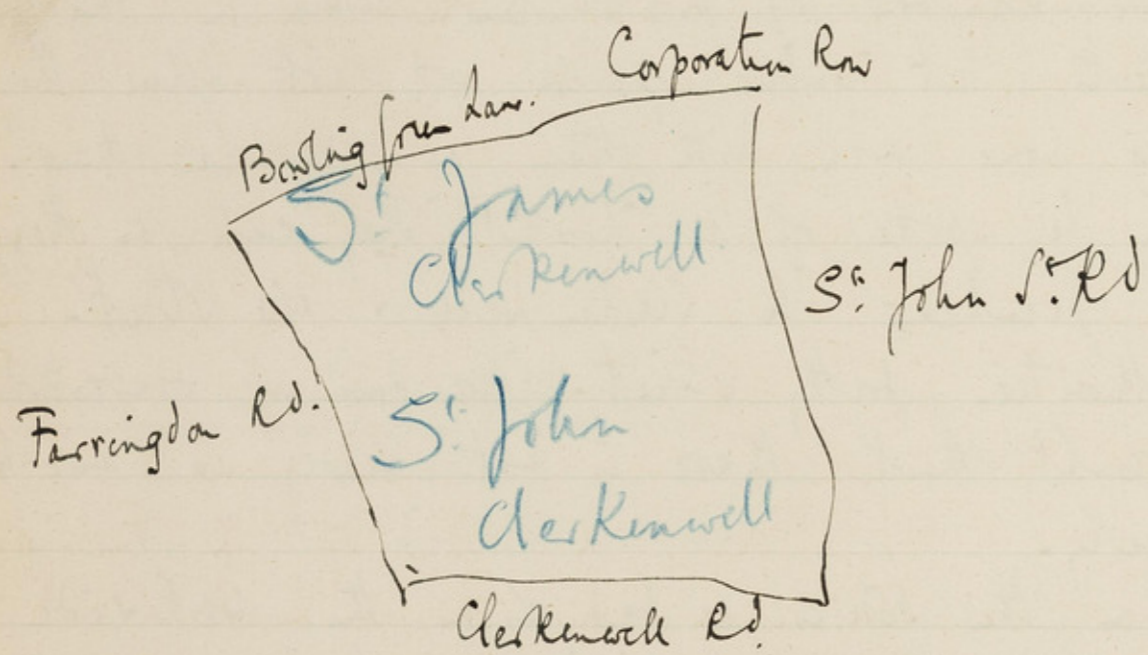 Corporation Row
Bowling Green Lane.
St. James
Clerkenwell
St. John St. Rd
Farringdon Rd.
St. John
Clerkenwell
Clerkenwell Rd.